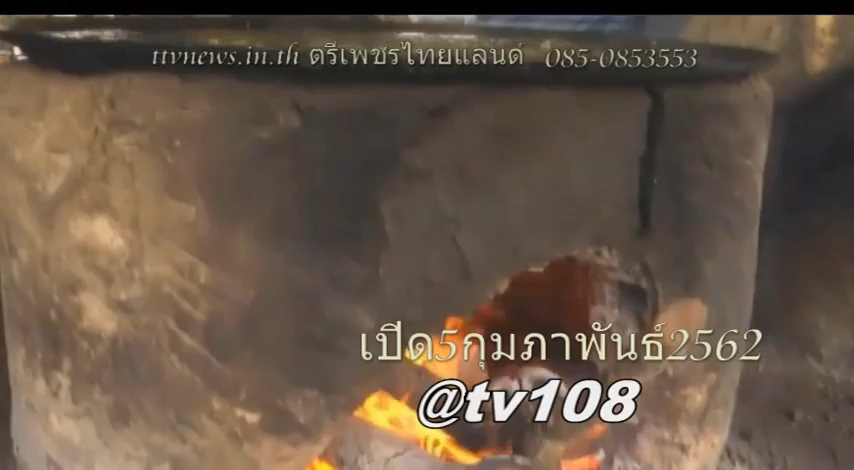 ttvnews.in.th ตรีเพชรไทยแลนด์ 085-0853553
เปิด5กุมภาพันธ์2562
@tv108